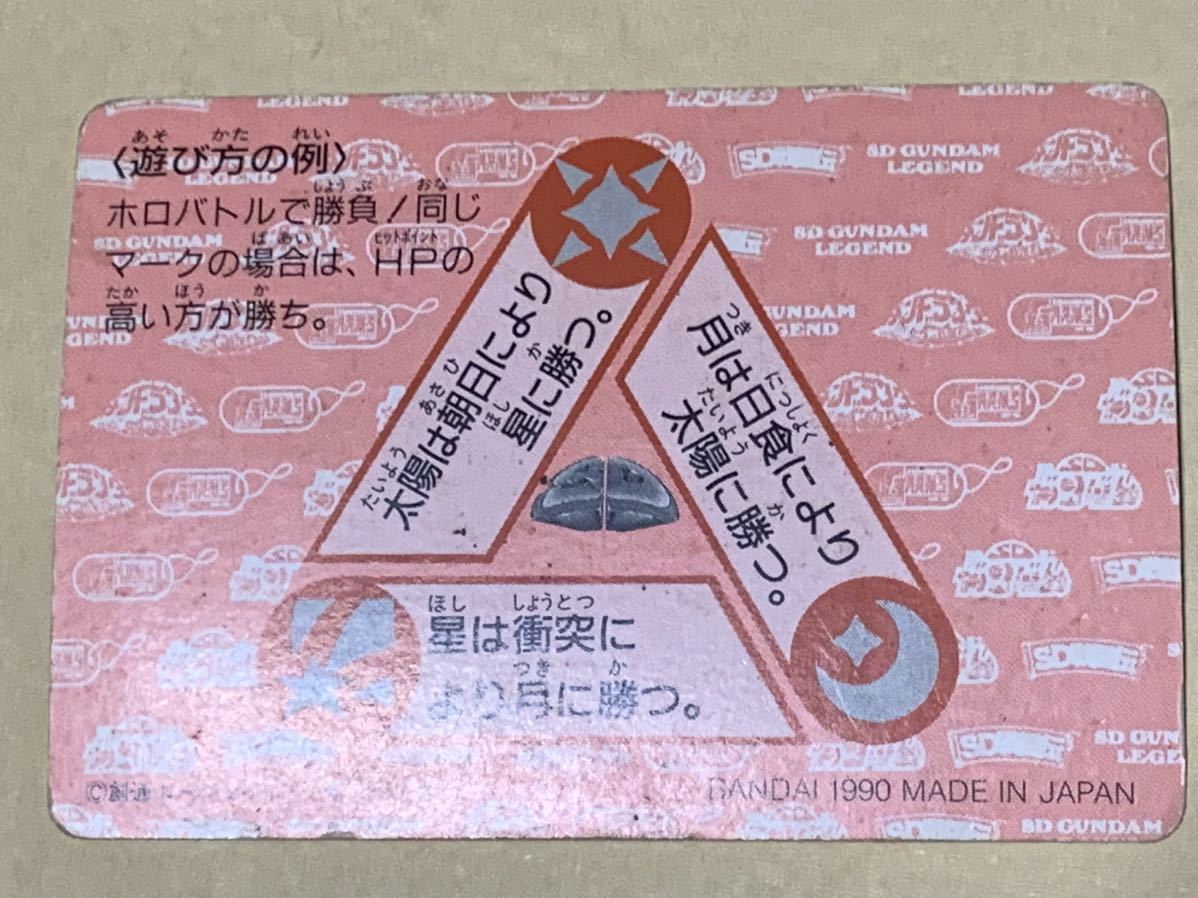 〈遊び方の例〉
ホロバトルで勝負！同じ
マークの場合は、HPの
高い方が勝ち。
太陽は朝日により
星に勝つ。
月は日食により
太陽に勝つ。
星は衝突に
より月に勝つ。
©創通
BANDAI 1990 MADE IN JAPAN
SD GUNDAM
LEGEND